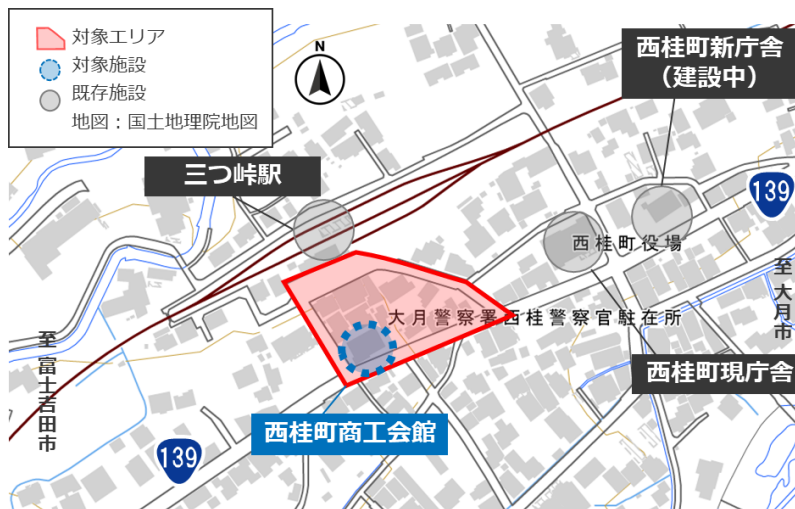 対象エリア
対象施設
既存施設
地図：国土地理院地図
N
西桂町新庁舎
（建設中）
三つ峠駅
139
西桂町役場
大月警察署西桂警察官駐在所
至 大月市
至 富士吉田市
西桂町現庁舎
西桂町商工会館
139